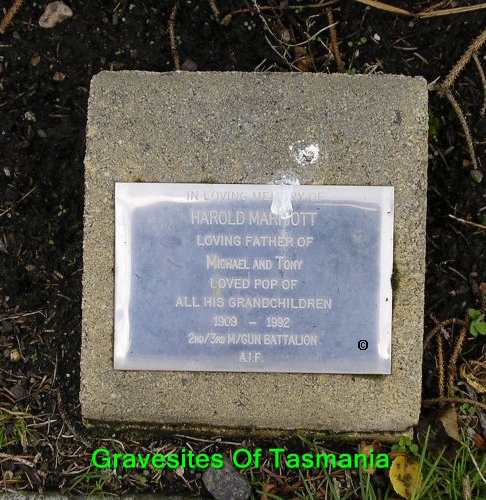 IN LOVING MEMORY OF
HAROLD MARRIOTT
LOVING FATHER OF
MICHAEL AND TONY
LOVED POP OF
ALL HIS GRANDCHILDREN
1909 – 1992
2ND/3RD M/GUN BATTALION
A.I.F.
©
Gravesites Of Tasmania